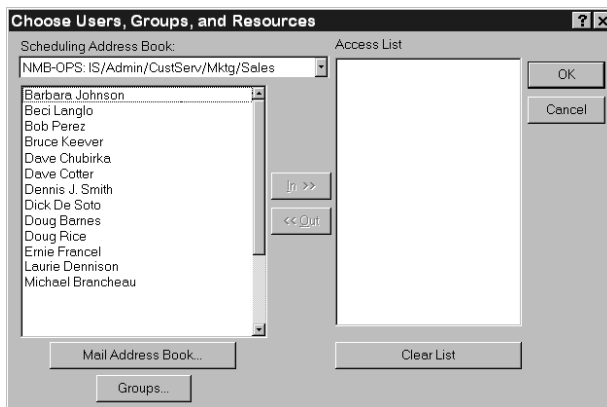 Choose Users, Groups, and Resources
Scheduling Address Book:
Access List
NMB-OPS: IS/Admin/CustServ/Mktg/Sales
OK
Cancel
Barbara Johnson
Beci Langlo
Bob Perez
Bruce Keever
Dave Chubirka
Dave Cotter
Dennis J. Smith
Dick De Soto
Doug Barnes
Doug Rice
Ernie Francel
Laurie Dennison
Michael Brancheau
In >>
<< Out
Mail Address Book...
Clear List
Groups...